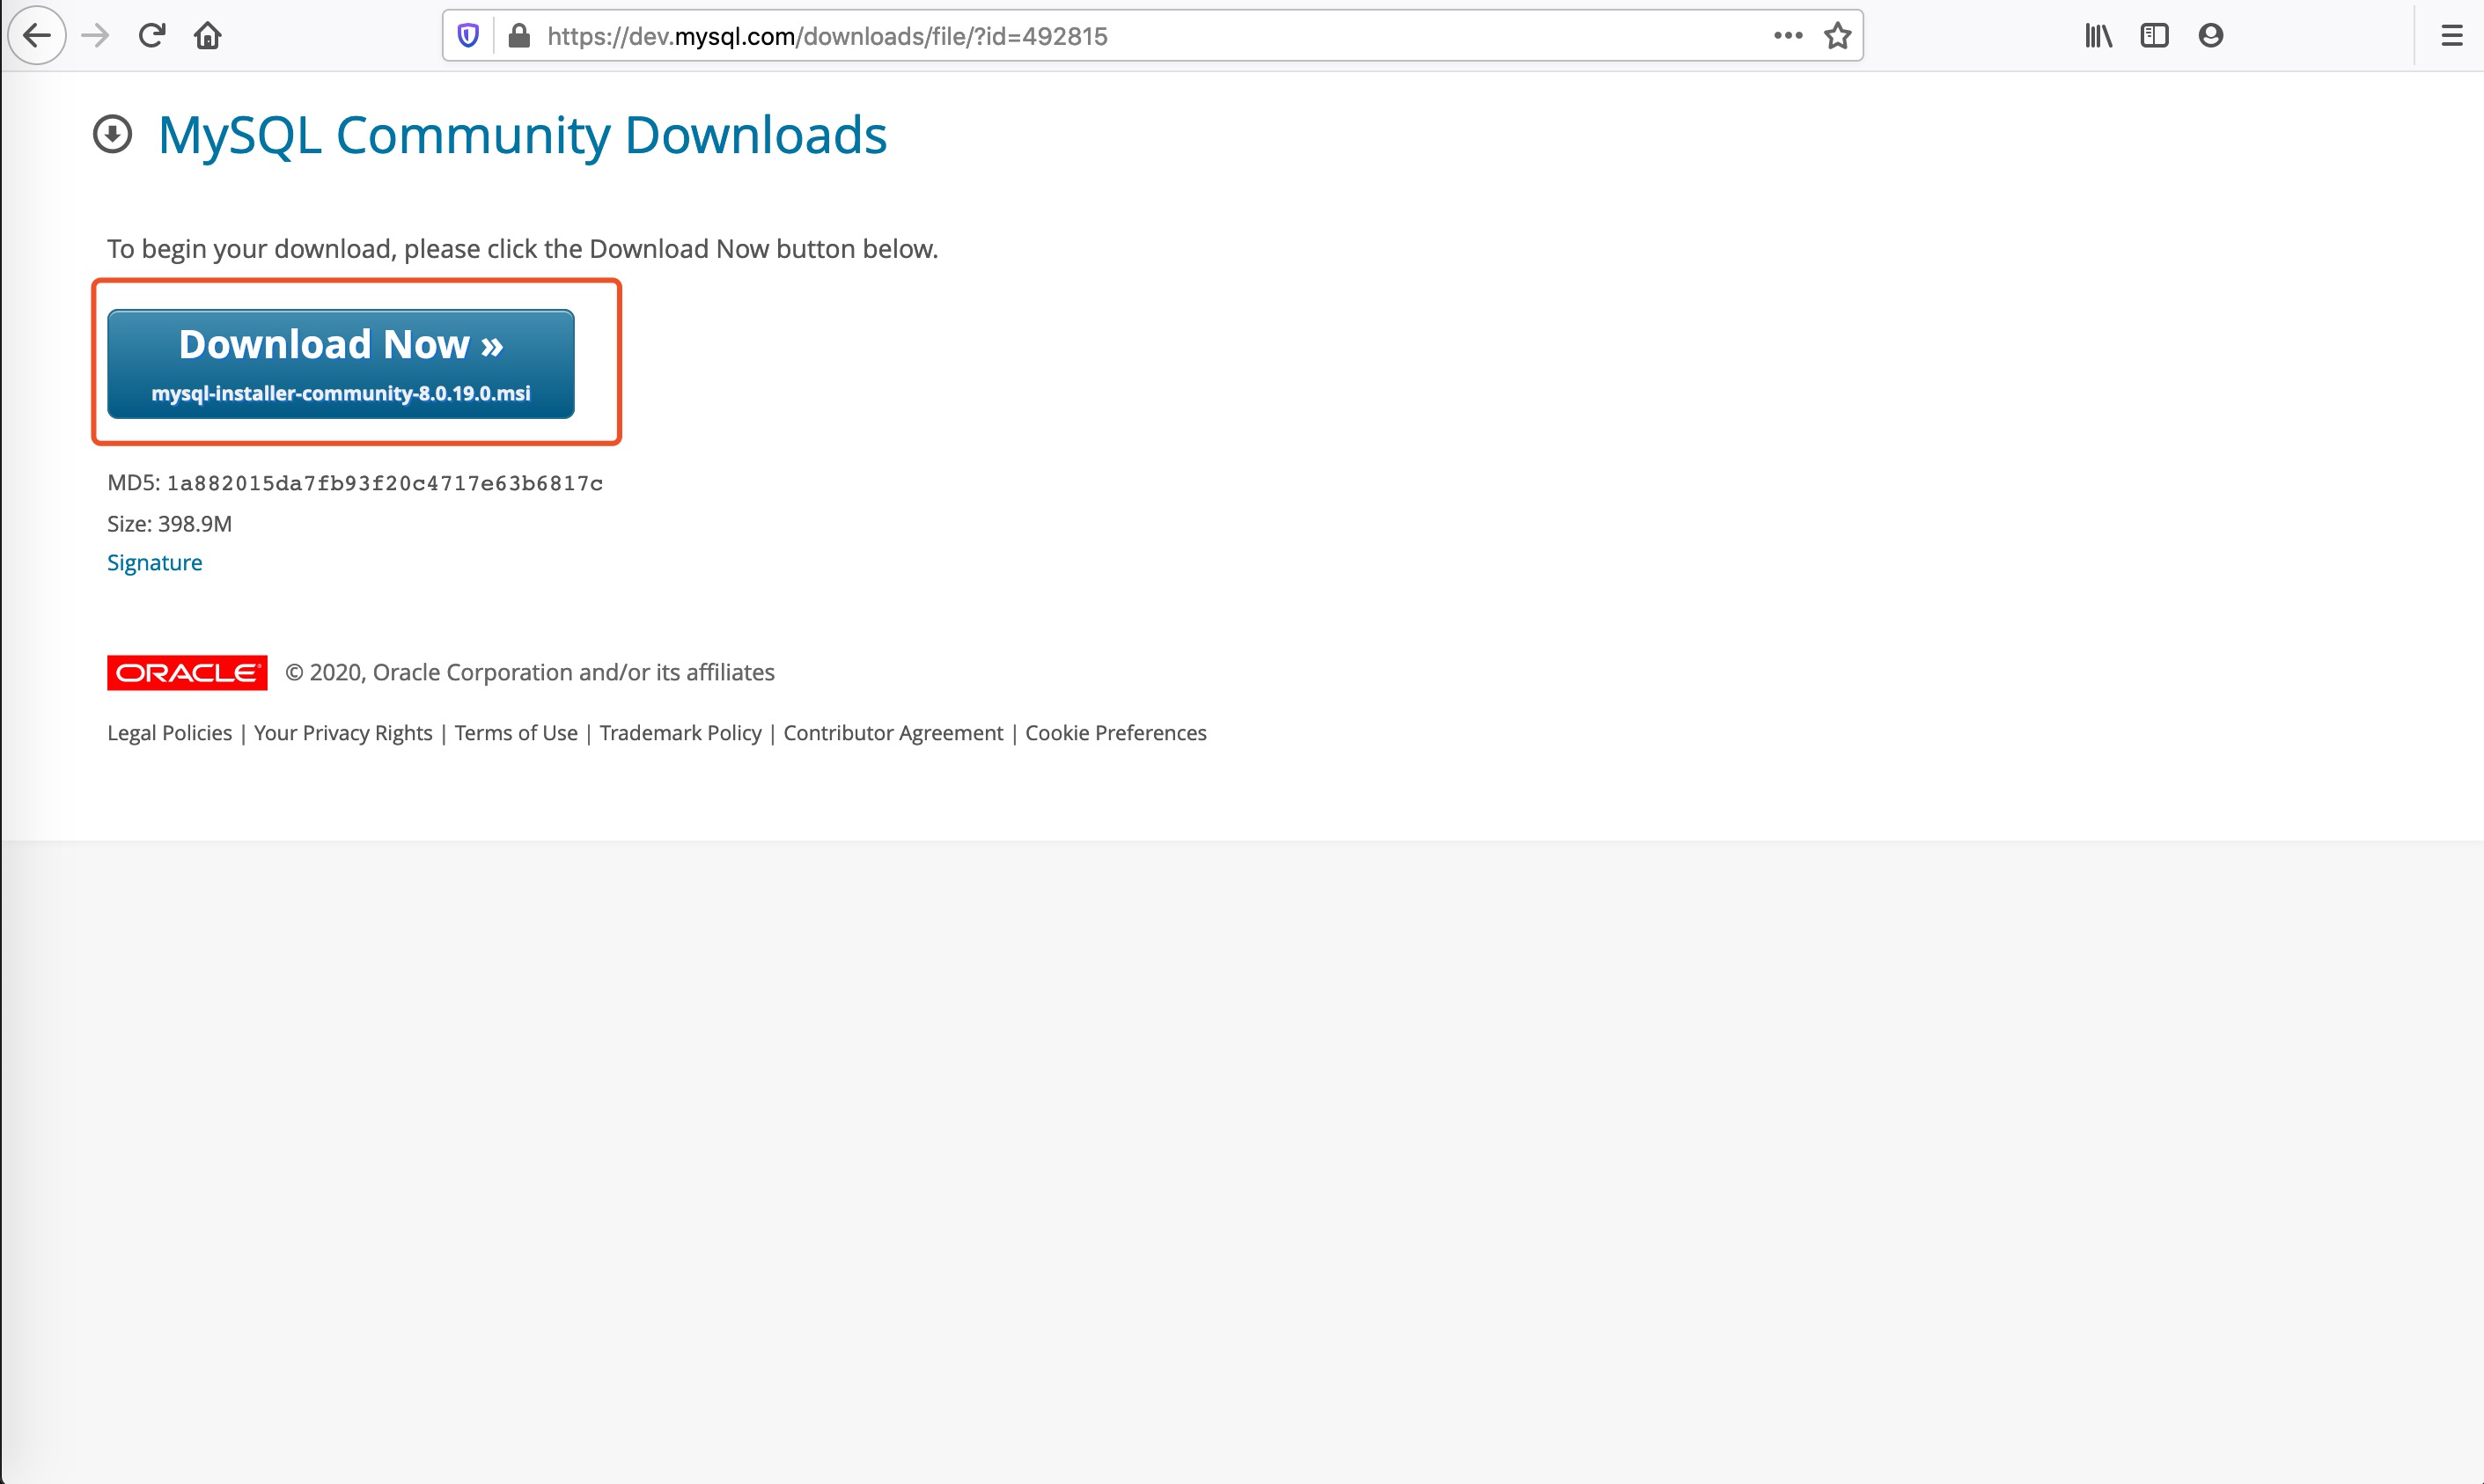 https://dev.mysql.com/downloads/file/?id=492815
MySQL Community Downloads
To begin your download, please click the Download Now button below.
Download Now »
mysql-installer-community-8.0.19.0.msi
MD5: 1a882015da7fb93f20c4717e63b6817c
Size: 398.9M
Signature
ORACLE® © 2020, Oracle Corporation and/or its affiliates
Legal Policies | Your Privacy Rights | Terms of Use | Trademark Policy | Contributor Agreement | Cookie Preferences